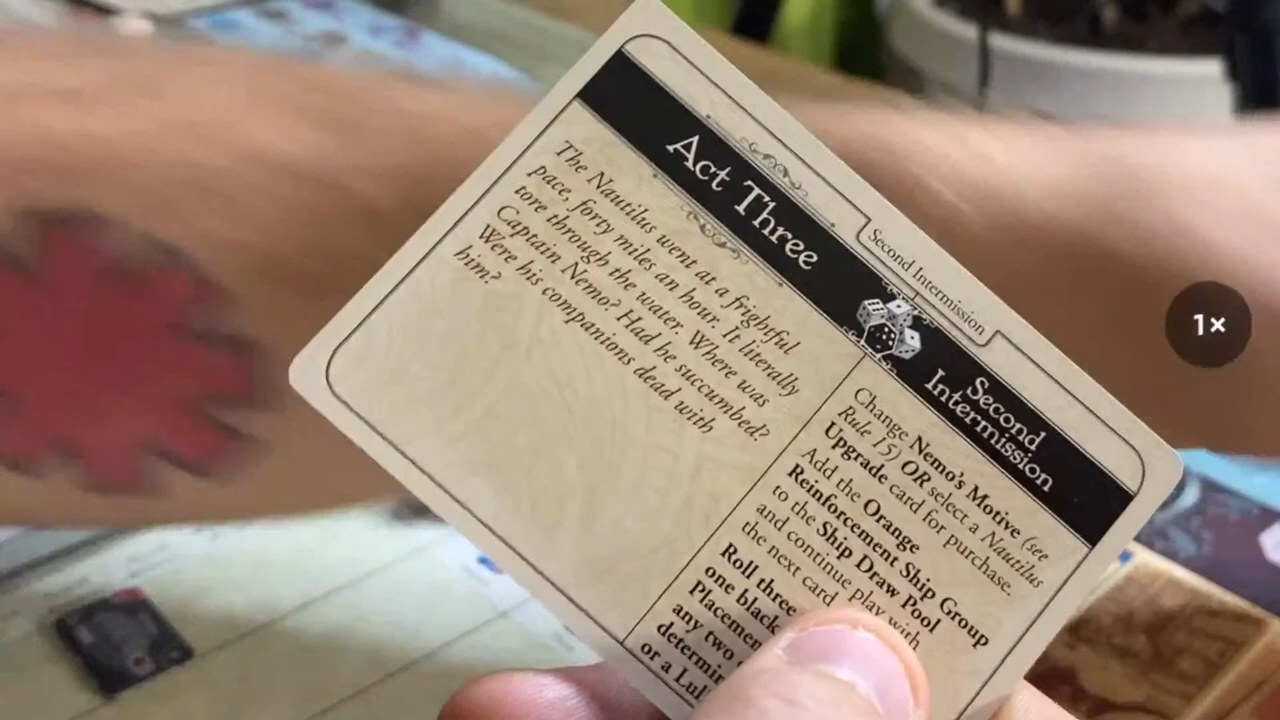 Second Intermission
Act Three
Second
Intermission
The Nautilus went at a frightful
pace, forty miles an hour. It literally
tore through the water. Where was
Captain Nemo? Had he succumbed?
Were his companions dead with
him?
Change Nemo's Motive (see
Rule 15) OR select a Nautilus
Upgrade card for purchase.
Add the Orange
Reinforcement Ship Group
to the Ship Draw Pool
and continue play with
the next card
Roll three
one black
any two
or a
1×